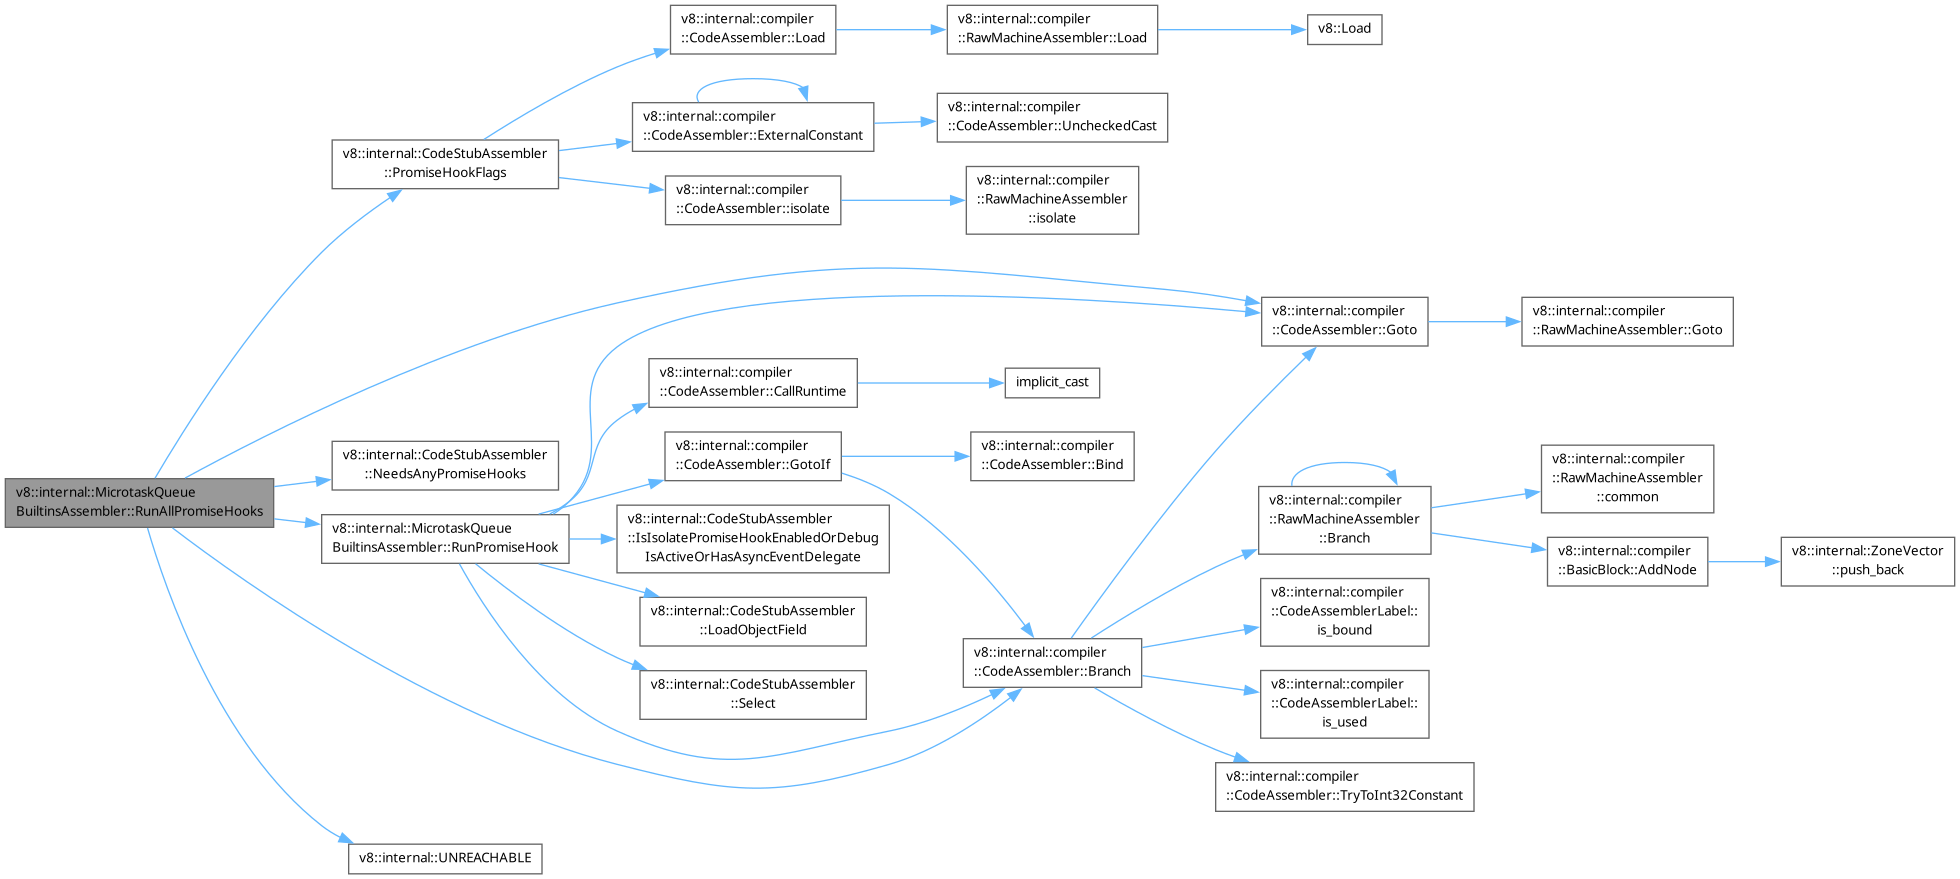 v8::internal::MicrotaskQueue
BuiltinsAssembler::RunAllPromiseHooks
v8::internal::CodeStubAssembler
::PromiseHookFlags
v8::internal::compiler
::CodeAssembler::Load
v8::internal::compiler
::RawMachineAssembler::Load
v8::Load
v8::internal::compiler
::CodeAssembler::ExternalConstant
v8::internal::compiler
::CodeAssembler::UncheckedCast
v8::internal::compiler
::CodeAssembler::isolate
v8::internal::compiler
::RawMachineAssembler
::isolate
v8::internal::compiler
::CodeAssembler::Goto
v8::internal::compiler
::RawMachineAssembler::Goto
v8::internal::CodeStubAssembler
::NeedsAnyPromiseHooks
v8::internal::MicrotaskQueue
BuiltinsAssembler::RunPromiseHook
v8::internal::compiler
::CodeAssembler::CallRuntime
implicit_cast
v8::internal::compiler
::CodeAssembler::GotoIf
v8::internal::compiler
::CodeAssembler::Bind
v8::internal::CodeStubAssembler
::IsIsolatePromiseHookEnabledOrDebug
IsActiveOrHasAsyncEventDelegate
v8::internal::CodeStubAssembler
::LoadObjectField
v8::internal::CodeStubAssembler
::Select
v8::internal::compiler
::CodeAssembler::Branch
v8::internal::compiler
::RawMachineAssembler
::Branch
v8::internal::compiler
::RawMachineAssembler
::common
v8::internal::compiler
::BasicBlock::AddNode
v8::internal::ZoneVector
::push_back
v8::internal::compiler
::CodeAssemblerLabel::
is_bound
v8::internal::compiler
::CodeAssemblerLabel::
is_used
v8::internal::compiler
::CodeAssembler::TryToInt32Constant
v8::internal::UNREACHABLE